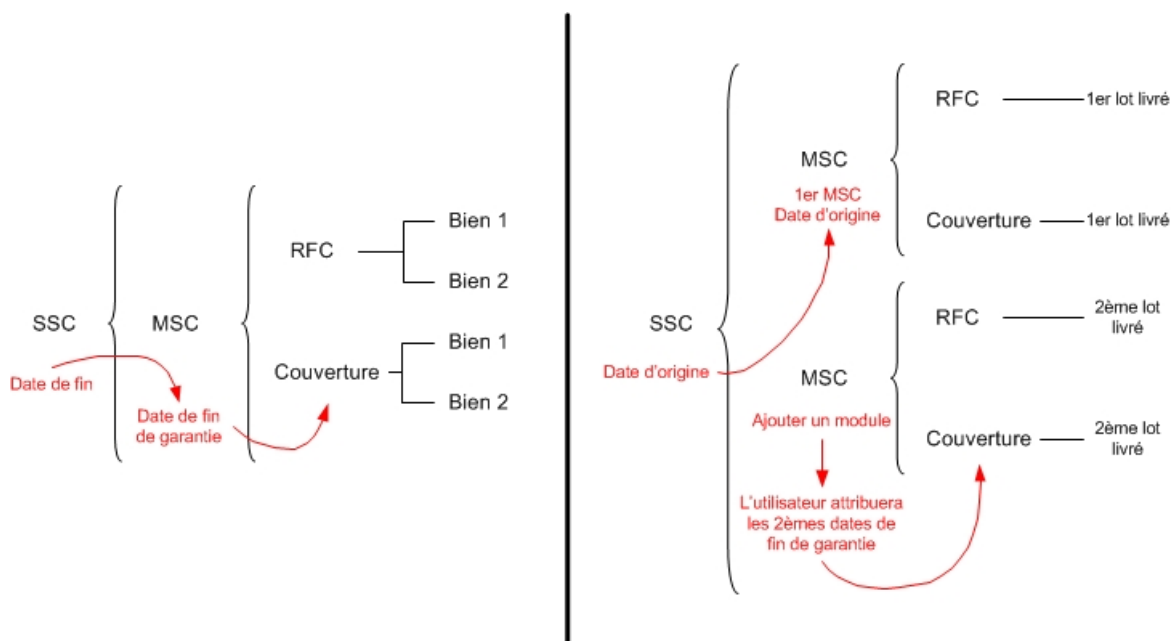 SSC
Date de fin
MSC
Date de fin
de garantie
RFC
Bien 1
Bien 2
Couverture
Bien 1
Bien 2
SSC
Date d'origine
MSC
1er MSC
Date d'origine
RFC
1er lot livré
Couverture
1er lot livré
MSC
Ajouter un module
L'utilisateur attribuera
les 2èmes dates de
fin de garantie
RFC
2ème lot
livré
Couverture
2ème lot
livré